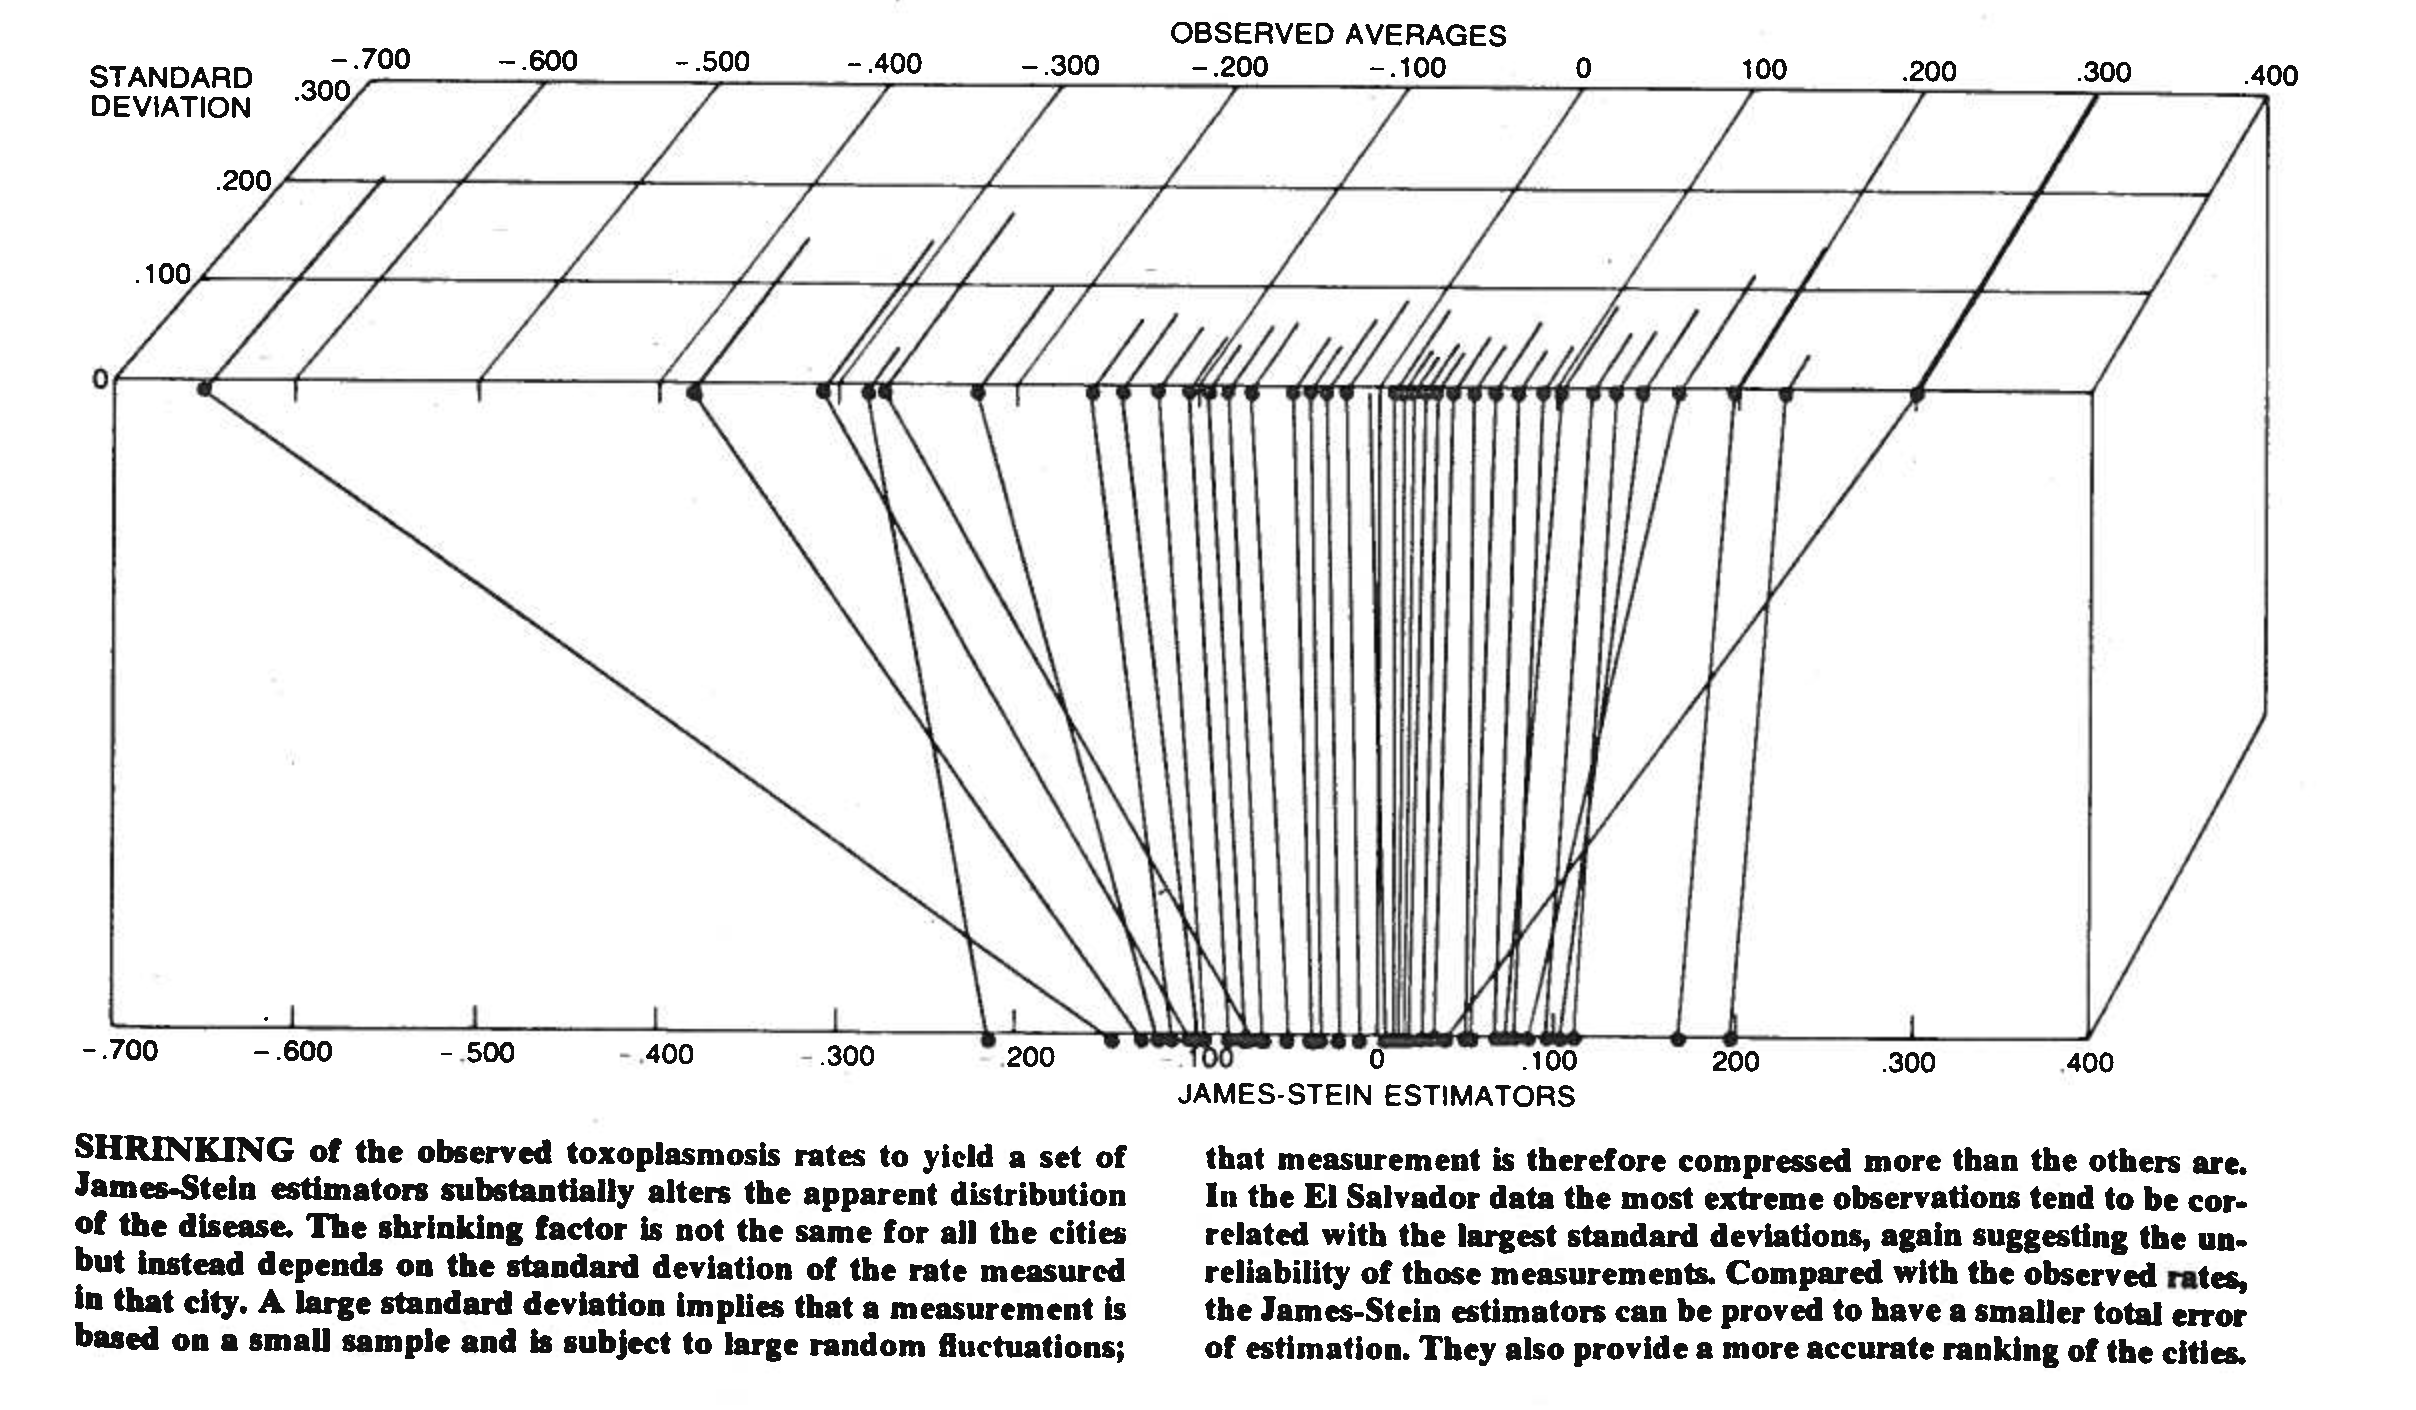 OBSERVED AVERAGES
-.700 -.600 -.500 -.400 -.300 -.200 -.100 0 100 .200 .300 .400
STANDARD
DEVIATION
.300
.200
.100
0
-.700 -.600 -.500 -.400 -.300 .200 -.100 0 .100 200 .300 .400
JAMES-STEIN ESTIMATORS
SHRINKING of the observed toxoplasmosis rates to yield a set of
James-Stein estimators substantially alters the apparent distribution
of the disease. The shrinking factor is not the same for all the cities
but instead depends on the standard deviation of the rate measured
in that city. A large standard deviation implies that a measurement is
based on a small sample and is subject to large random fluctuations;
that measurement is therefore compressed more than the others are.
In the El Salvador data the most extreme observations tend to be cor-
related with the largest standard deviations, again suggesting the un-
reliability of those measurements. Compared with the observed rates,
the James-Stein estimators can be proved to have a smaller total error
of estimation. They also provide a more accurate ranking of the cities.